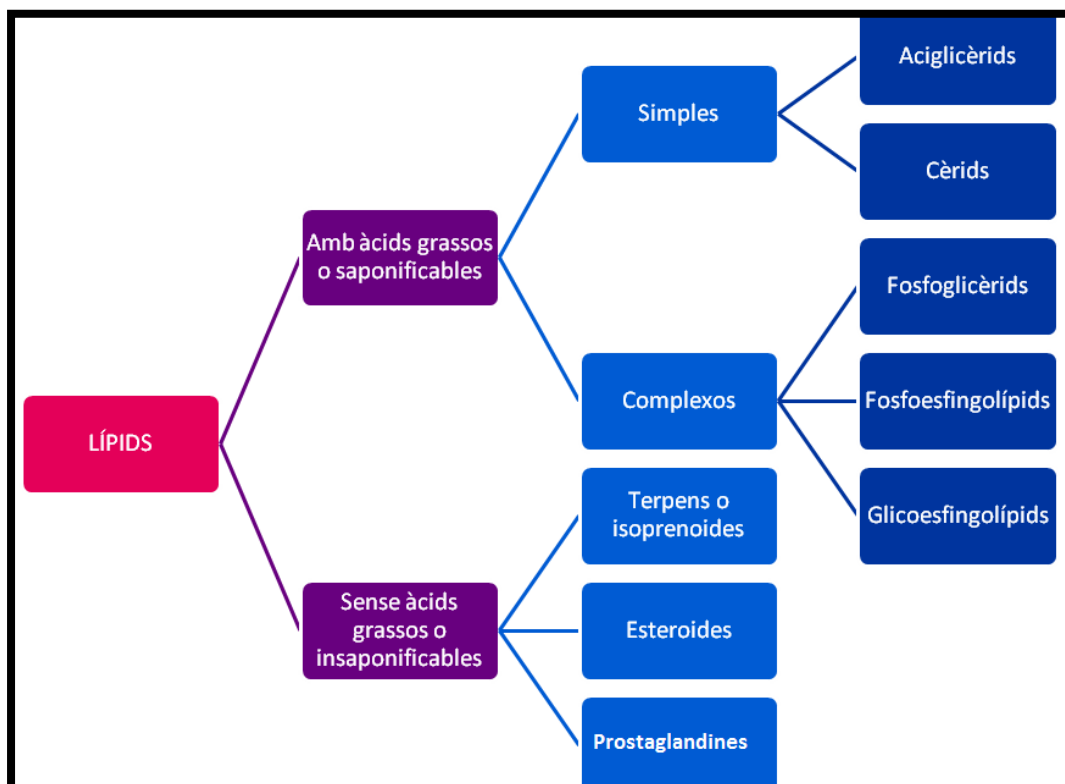 LÍPIDS
Amb àcids grassos
o saponificables
Simples
Aciglicèrids
Cèrids
Complexos
Fosfoglicèrids
Fosfoesfingolípids
Glicoesfingolípids
Sense àcids
grassos o
insaponificables
Terpens o
isoprenoides
Esteroides
Prostaglandines